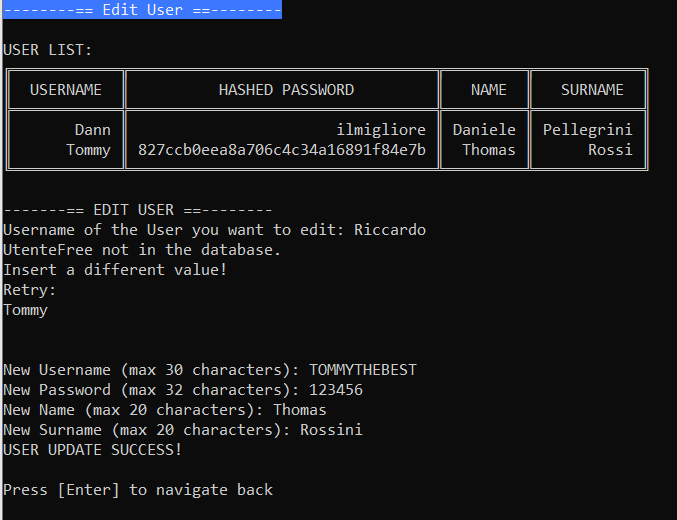 --------== Edit User ==--------
USER LIST:
USERNAME HASHED PASSWORD NAME SURNAME
Dann ilmigliore Daniele Pellegrini
Tommy 827ccb0eea8a706c4c34a16891f84e7b Thomas Rossi
-------== EDIT USER ==--------
Username of the User you want to edit: Riccardo
UtenteFree not in the database.
Insert a different value!
Retry:
Tommy
New Username (max 30 characters): TOMMYTHEBEST
New Password (max 32 characters): 123456
New Name (max 20 characters): Thomas
New Surname (max 20 characters): Rossini
USER UPDATE SUCCESS!
Press [Enter] to navigate back